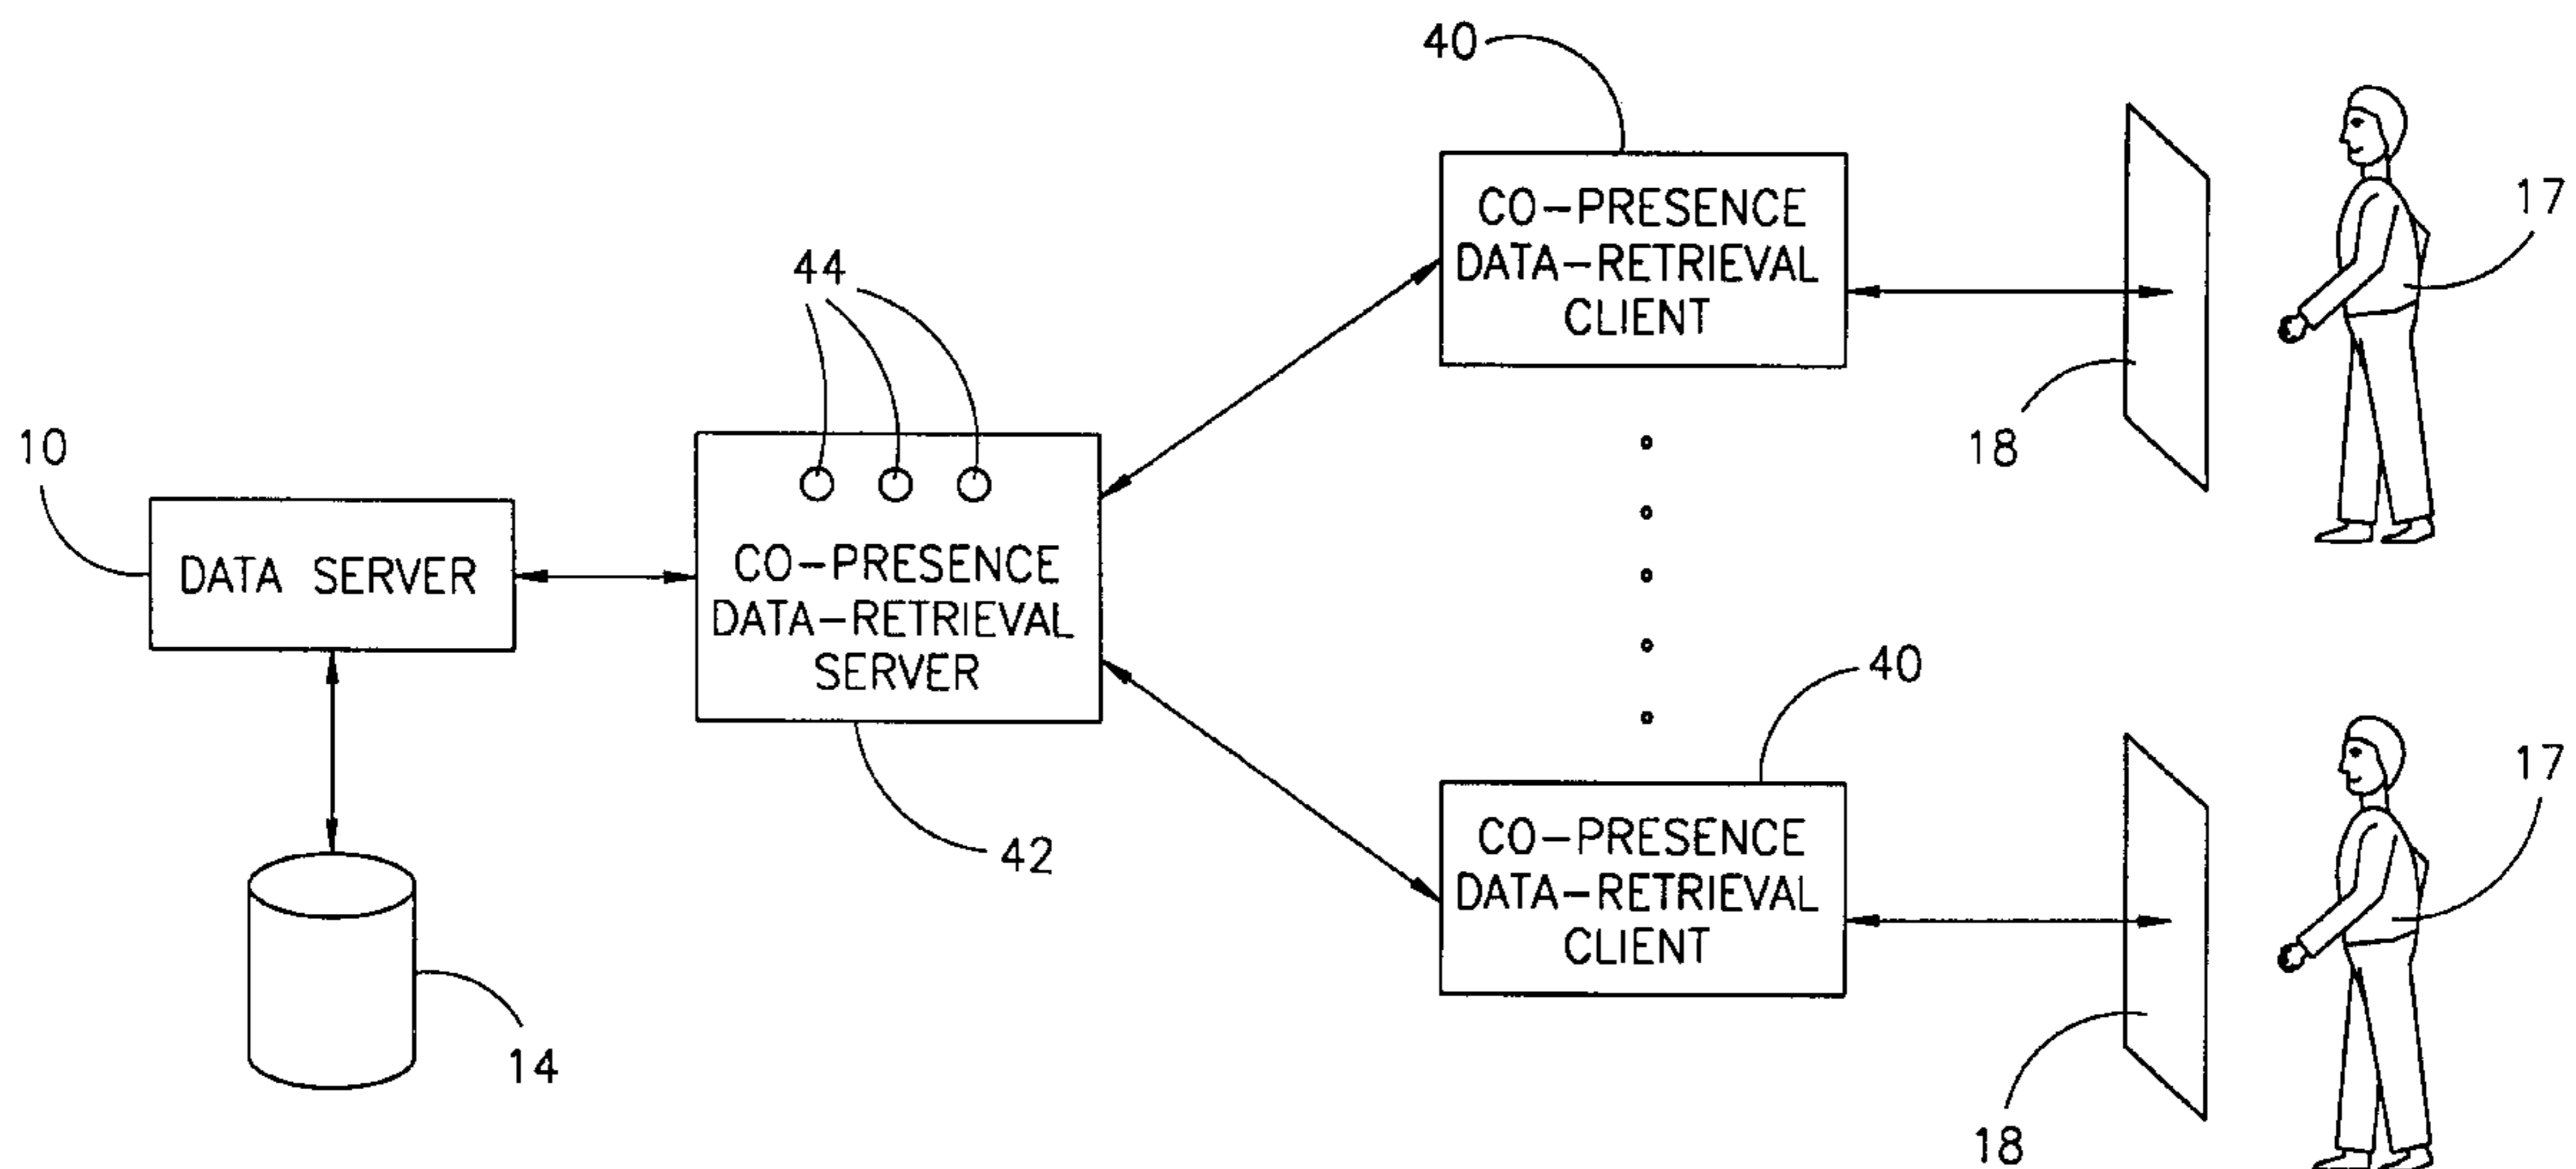 40
CO-PRESENCE
DATA-RETRIEVAL
CLIENT
17
18
44
10
DATA SERVER
CO-PRESENCE
DATA-RETRIEVAL
SERVER
42
14
40
CO-PRESENCE
DATA-RETRIEVAL
CLIENT
17
18